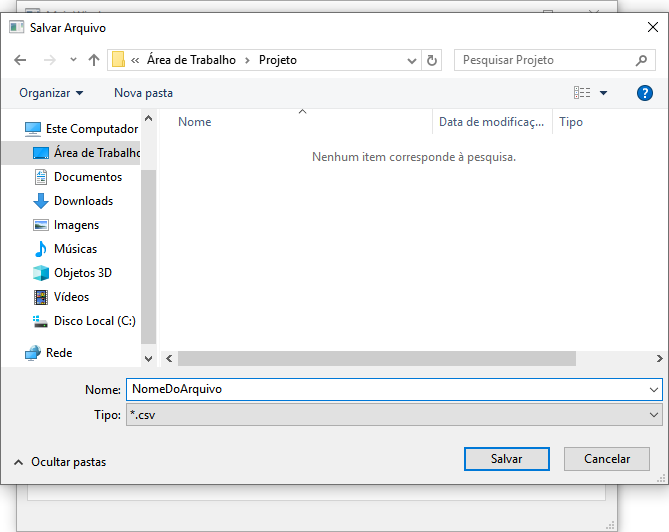 Salvar Arquivo
Área de Trabalho
Projeto
Pesquisar Projeto
Organizar
Nova pasta
Nome
Data de modificaç...
Tipo
Nenhum item corresponde à pesquisa.
Este Computador
Área de Trabalho
Documentos
Downloads
Imagens
Músicas
Objetos 3D
Vídeos
Disco Local (C:)
Rede
Nome: NomeDoArquivo
Tipo: *.csv
Ocultar pastas
Salvar
Cancelar